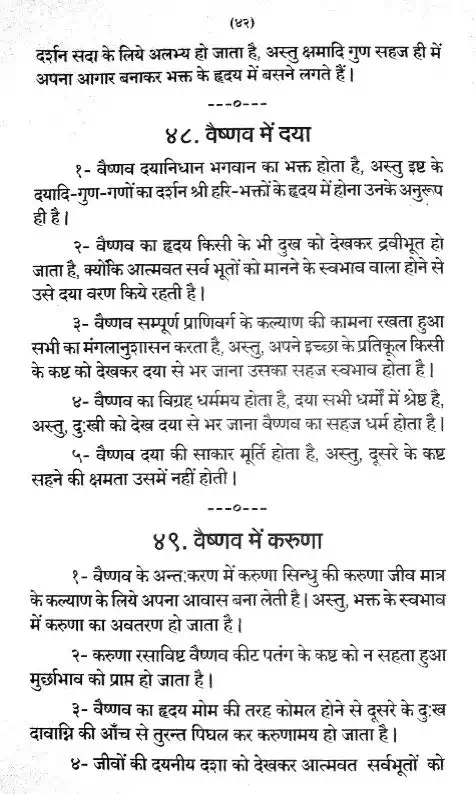 (४२)
दर्शन सदा के लिये अलभ्य हो जाता है, अस्तु क्षमादि गुण सहज ही में
अपना आगार बनाकर भक्त के हृदय में बसने लगते हैं।
---०---
४८. वैष्णव में दया
१- वैष्णव दयानिधान भगवान का भक्त होता है, अस्तु इष्ट के
दयादि-गुण-गणों का दर्शन श्री हरि-भक्तों के हृदय में होना उनके अनुरूप
ही है।
२- वैष्णव का हृदय किसी के भी दुख को देखकर द्रवीभूत हो
जाता है, क्योंकि आत्मवत सर्व भूतों को मानने के स्वभाव वाला होने से
उसे दया वरण किये रहती है।
३- वैष्णव सम्पूर्ण प्राणिवर्ग के कल्याण की कामना रखता हुआ
सभी का मंगलानुशासन करता है, अस्तु, अपने इच्छा के प्रतिकूल किसी
के कष्ट को देखकर दया से भर जाना उसका सहज स्वभाव होता है।
४- वैष्णव का विग्रह धर्ममय होता है, दया सभी धर्मों में श्रेष्ठ है,
अस्तु, दु:खी को देख दया से भर जाना वैष्णव का सहज धर्म होता है।
५- वैष्णव दया की साकार मूर्ति होता है, अस्तु, दूसरे के कष्ट
सहने की क्षमता उसमें नहीं होती।
---०---
४९. वैष्णव में करुणा
१- वैष्णव के अन्त:करण में करुणा सिन्धु की करुणा जीव मात्र
के कल्याण के लिये अपना आवास बना लेती है। अस्तु, भक्त के स्वभाव
में करुणा का अवतरण हो जाता है।
२- करुणा रसाविष्ट वैष्णव कीट पतंग के कष्ट को न सहता हुआ
मुर्छाभाव को प्राप्त हो जाता है।
३- वैष्णव का हृदय मोम की तरह कोमल होने से दूसरे के दु:ख
दावाग्नि की आँच से तुरन्त पिघल कर करुणामय हो जाता है।
४- जीवों की दयनीय दशा को देखकर आत्मवत सर्वभूतों को